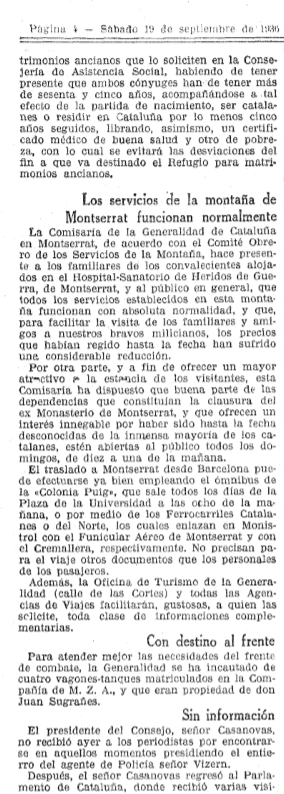 Página 4 — Sábado 19 de septiembre de 1936
trimonios ancianos que lo soliciten en la Conse-
jería de Asistencia Social, habiendo de tener
presente que ambos cónyuges han de tener más
de sesenta y cinco años, acompañándose a tal
efecto de la partida de nacimiento, ser catala-
nes o residir en Cataluña por lo menos cinco
años seguidos, librando, asimismo, un certifi-
cado médico de buena salud y otro de pobre-
za, con lo cual se evitará las desviaciones del
fin a que va destinado el Refugio para matri-
monios ancianos.
Los servicios de la montaña de
Montserrat funcionan normalmente
La Comisaría de la Generalidad de Cataluña
en Montserrat, de acuerdo con el Comité Obre-
ro de los Servicios de la Montaña, hace presen-
te a los familiares de los convalecientes aloja-
dos en el Hospital-Sanatorio de Heridos de Gue-
rra, de Montserrat, y al público en general, que
todos los servicios establecidos en esta monta-
ña funcionan con absoluta normalidad, y que,
para facilitar la visita de los familiares y ami-
gos a nuestros bravos milicianos, los precios
que habían regido hasta la fecha han sufrido
una considerable reducción.
Por otra parte, y a fin de ofrecer un mayor
atractivo a la estancia de los visitantes, esta
Comisaría ha dispuesto que buena parte de las
dependencias que constituían la clausura del
ex Monasterio de Montserrat, y que ofrecen un
interés innegable por haber sido hasta la fecha
desconocidas de la inmensa mayoría de los ca-
talanes, estén abiertas al público todos los do-
mingos, de diez a una de la mañana.
El traslado a Montserrat desde Barcelona pue-
de efectuarse ya bien empleando el ómnibus de
la «Colonia Puig», que sale todos los días de la
Plaza de la Universidad a las ocho de la ma-
ñana, o por medio de los Ferrocarriles Catala-
nes o del Norte, los cuales enlazan en Monis-
trol con el Funicular Aéreo de Montserrat y con
el Cremallera, respectivamente. No precisan pa-
ra el viaje otros documentos que los personales
de los pasajeros.
Además, la Oficina de Turismo de la Genera-
lidad (calle de las Cortes) y todas las Agen-
cias de Viajes facilitarán, gustosas, a quien las
solicite, toda clase de informaciones comple-
mentarias.
Con destino al frente
Para atender mejor las necesidades del frente
de combate, la Generalidad se ha incautado de
cuatro vagones-tanques matriculados en la Com-
pañía de M. Z. A., y que eran propiedad de don
Juan Sugrañes.
Sin información
El presidente del Consejo, señor Casanovas,
no recibió ayer a los periodistas por encontrar-
se en aquellos momentos presidiendo el entie-
rro del agente de Policía señor Vizern.
Después, el señor Casanovas regresó al Parla-
mento de Cataluña, donde recibió varias visi-